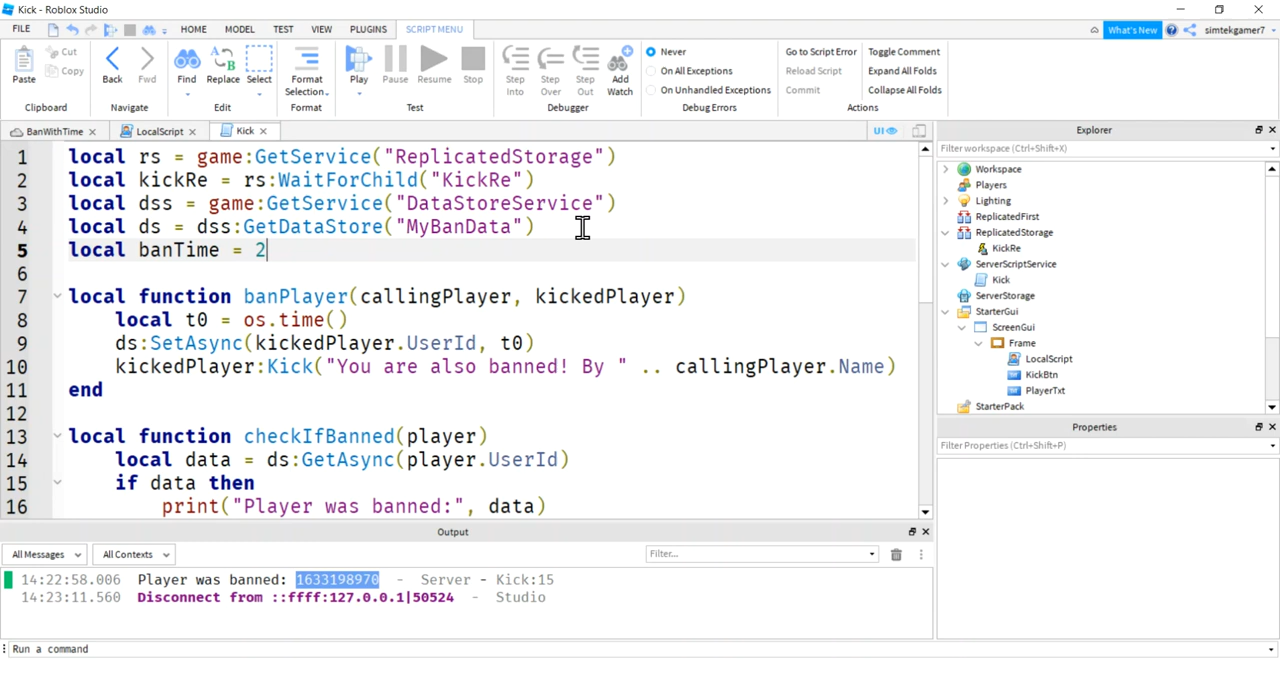 Kick - Roblox Studio
FILE
HOME
MODEL
TEST
VIEW
PLUGINS
SCRIPT MENU
What's New
simtekgamer7
Paste
Cut
Copy
Clipboard
Back
Fwd
Navigate
Find
Replace
Select
Edit
Format
Selection
Format
Play
Pause
Resume
Stop
Test
Step
Into
Step
Over
Step
Out
Add
Watch
Debugger
Never
On All Exceptions
On Unhandled Exceptions
Debug Errors
Go to Script Error
Reload Script
Commit
Toggle Comment
Expand All Folds
Collapse All Folds
Actions
BanWithTime
LocalScript
Kick
UI
1 local rs = game:GetService("ReplicatedStorage")
2 local kickRe = rs:WaitForChild("KickRe")
3 local dss = game:GetService("DataStoreService")
4 local ds = dss:GetDataStore("MyBanData")
5 local banTime = 2
6
7 local function banPlayer(callingPlayer, kickedPlayer)
8 local t0 = os.time()
9 ds:SetAsync(kickedPlayer.UserId, t0)
10 kickedPlayer:Kick("You are also banned! By " .. callingPlayer.Name)
11 end
12
13 local function checkIfBanned(player)
14 local data = ds:GetAsync(player.UserId)
15 if data then
16 print("Player was banned:", data)
Explorer
Filter workspace (Ctrl+Shift+X)
Workspace
Players
Lighting
ReplicatedFirst
ReplicatedStorage
KickRe
ServerScriptService
Kick
ServerStorage
StarterGui
ScreenGui
Frame
LocalScript
KickBtn
PlayerTxt
StarterPack
Properties
Filter Properties (Ctrl+Shift+P)
Output
All Messages
All Contexts
Filter...
14:22:58.006 Player was banned: 1633198970 - Server - Kick:15
14:23:11.560 Disconnect from ::ffff:127.0.0.1|50524 - Studio
Run a command